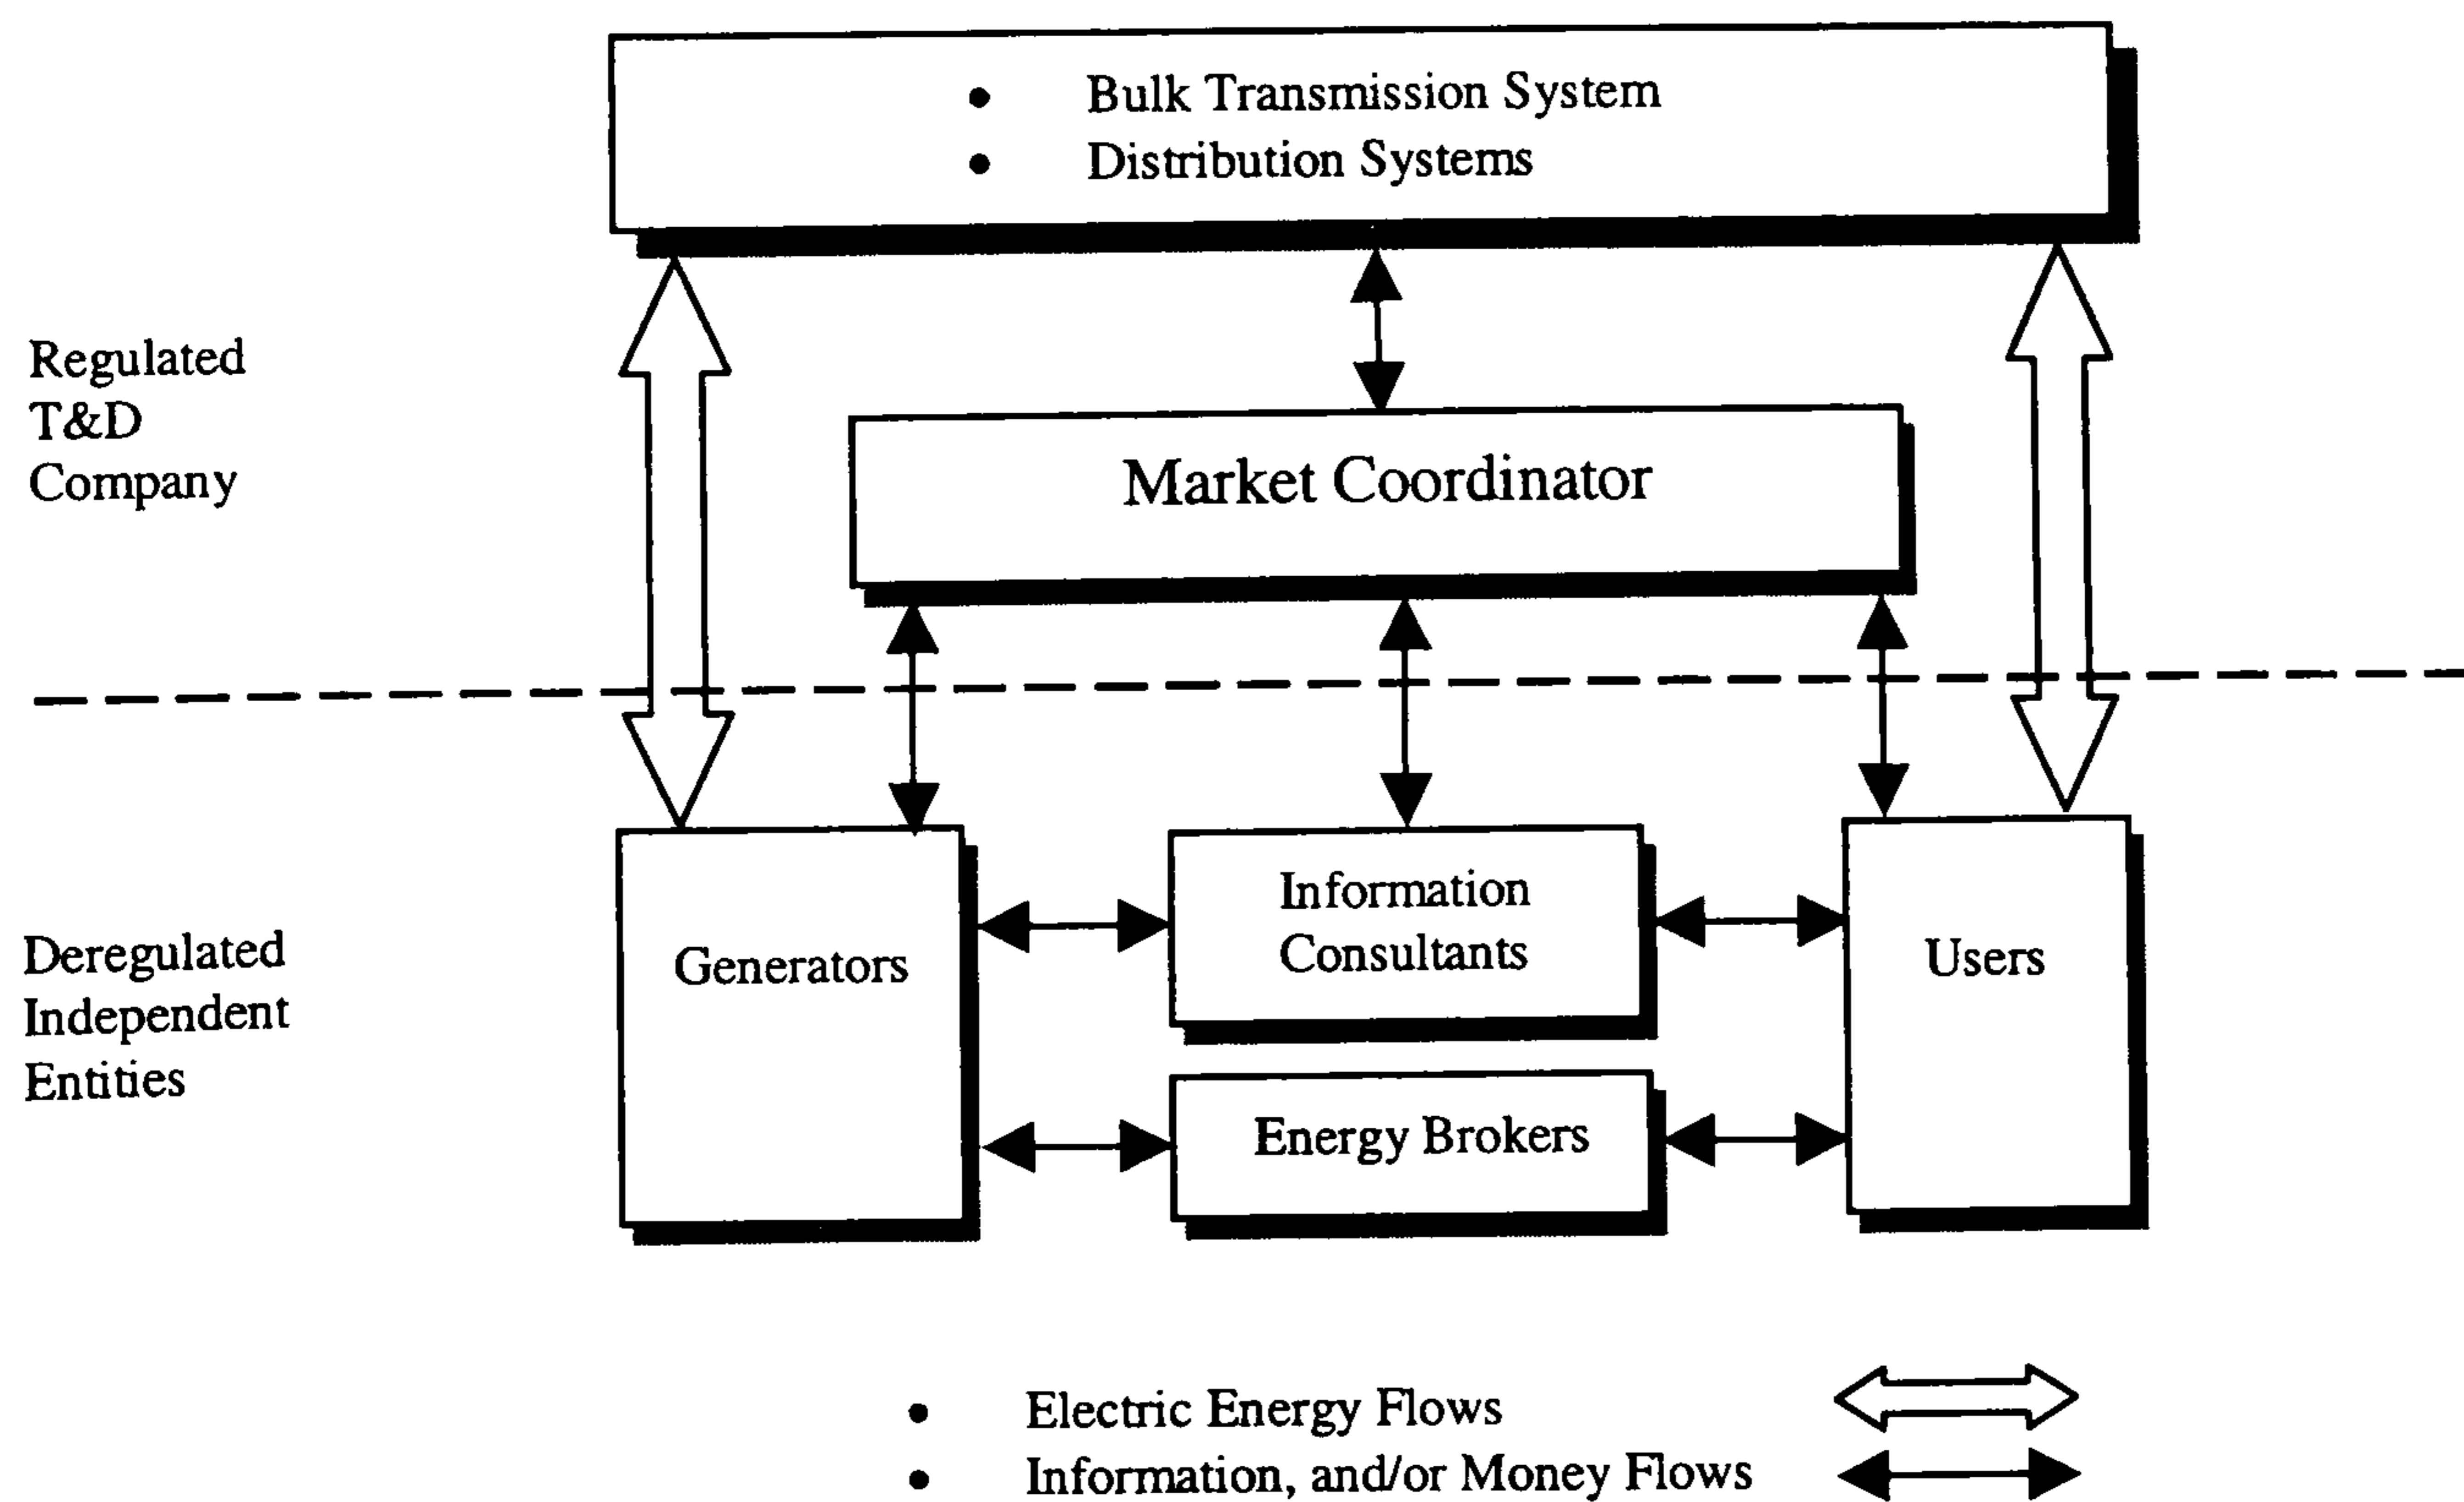 • Bulk Transmission System
• Distribution Systems
Regulated
T&D
Company
Market Coordinator
Deregulated
Independent
Entities
Generators
Information
Consultants
Users
Energy Brokers
• Electric Energy Flows
• Information, and/or Money Flows